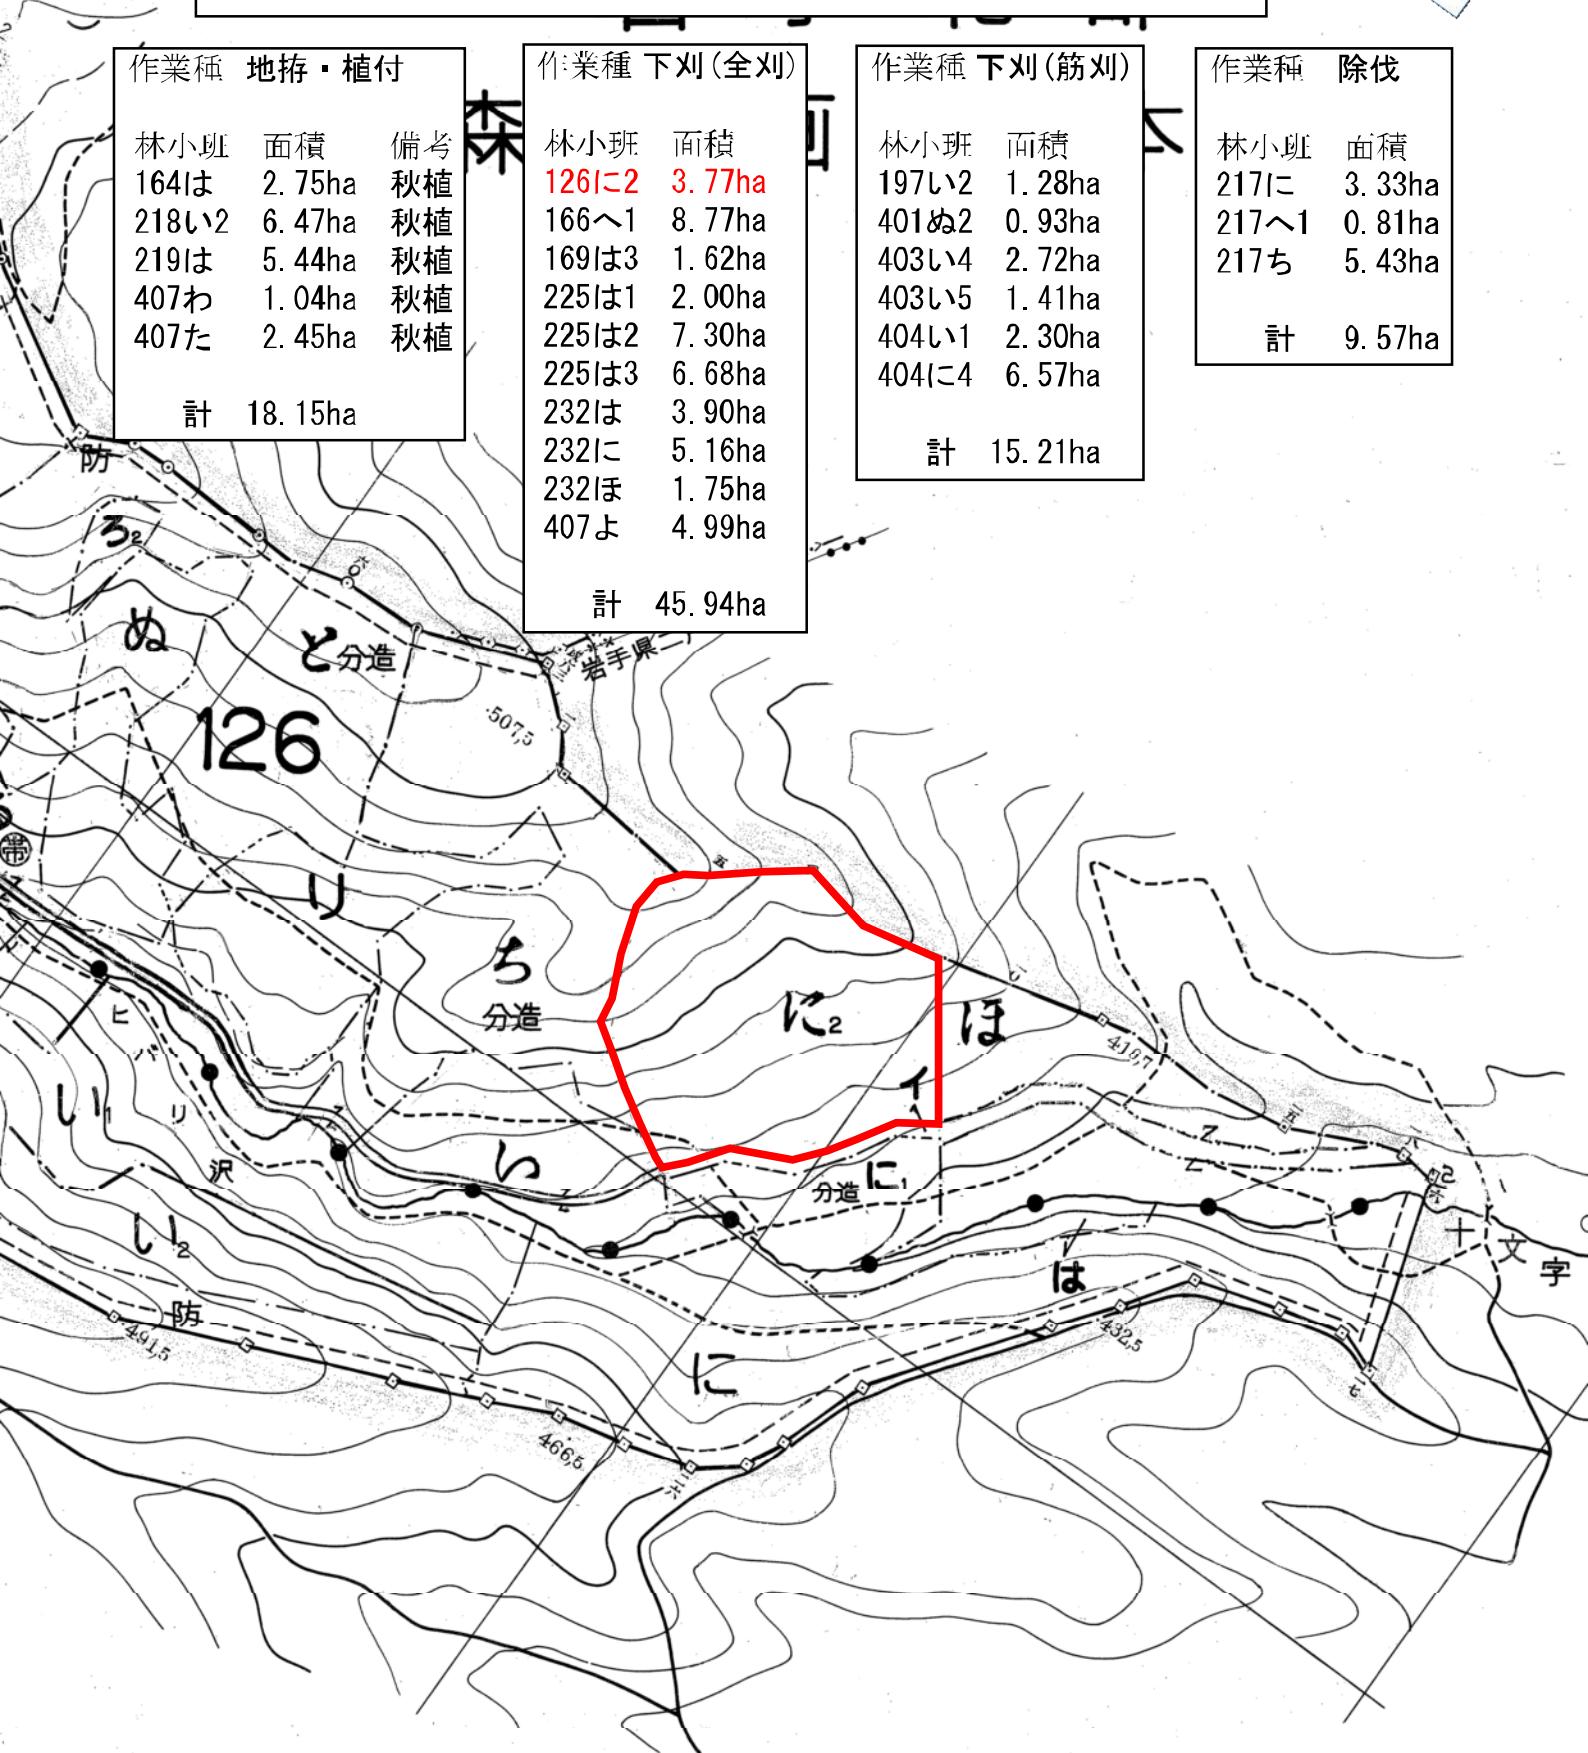 作業種 地拵・植付
林小班 面積 備考
164は 2.75ha 秋植
218い2 6.47ha 秋植
219は 5.44ha 秋植
407わ 1.04ha 秋植
407た 2.45ha 秋植
計 18.15ha
作業種 下刈(全刈)
林小班 面積
126に2 3.77ha
166へ1 8.77ha
169は3 1.62ha
225は1 2.00ha
225は2 7.30ha
225は3 6.68ha
232は 3.90ha
232に 5.16ha
232ほ 1.75ha
407よ 4.99ha
計 45.94ha
作業種 下刈(筋刈)
林小班 面積
197い2 1.28ha
401ぬ2 0.93ha
403い4 2.72ha
403い5 1.41ha
404い1 2.30ha
404に4 6.57ha
計 15.21ha
作業種 除伐
林小班 面積
217に 3.33ha
217へ1 0.81ha
217ち 5.43ha
計 9.57ha
森
防
ろ2
ぬ
と 分造
岩手県二
507,5
126
帯
り
ち
分造
に2
ほ
イ
419,7
ヒバリ沢
い1
い
に1
分造
い2
は
十文字
防
491,5
432,5
に
466,5